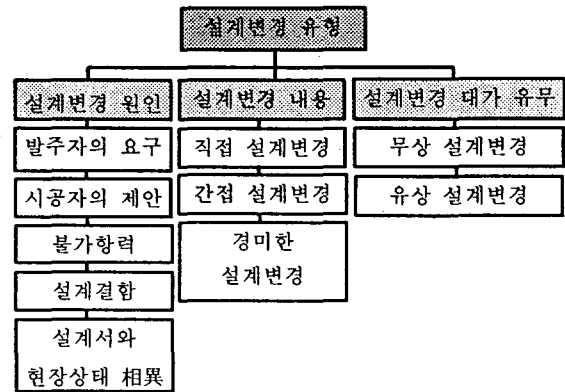 설계변경 유형
설계변경 원인
발주자의 요구
시공자의 제안
불가항력
설계결함
설계서와
현장상태 相異
설계변경 내용
직접 설계변경
간접 설계변경
경미한
설계변경
설계변경 대가 유무
무상 설계변경
유상 설계변경